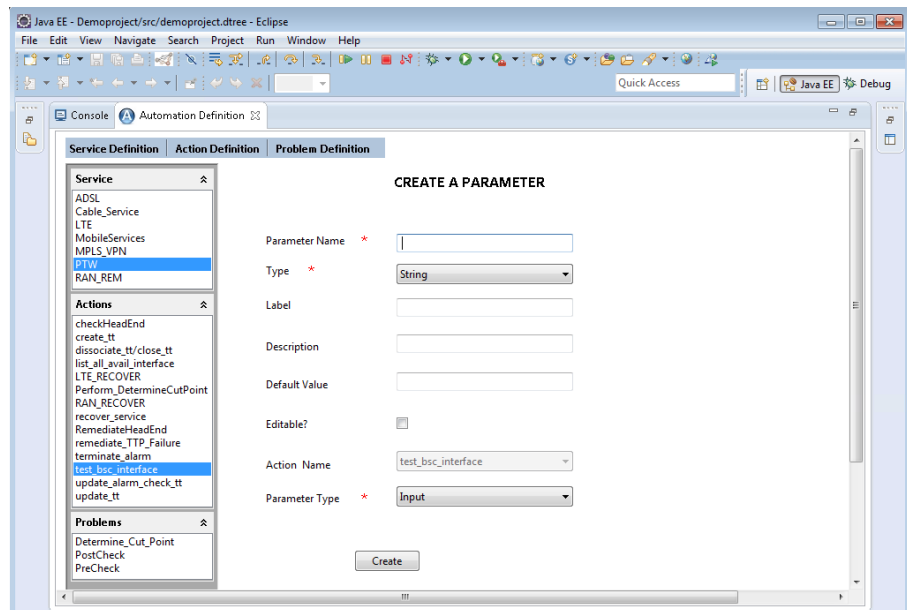 Java EE - Demoproject/src/demoproject.dtree - Eclipse
File Edit View Navigate Search Project Run Window Help
Quick Access
Java EE
Debug
Console
Automation Definition
Service Definition
Action Definition
Problem Definition
Service
ADSL
Cable_Service
LTE
MobileServices
MPLS_VPN
PTW
RAN_REM
Actions
checkHeadEnd
create_tt
dissociate_tt/close_tt
list_all_avail_interface
LTE_RECOVER
Perform_DetermineCutPoint
RAN_RECOVER
recover_service
RemediateHeadEnd
remediate_TTP_Failure
terminate_alarm
test_bsc_interface
update_alarm_check_tt
update_tt
Problems
Determine_Cut_Point
PostCheck
PreCheck
CREATE A PARAMETER
Parameter Name *
Type * String
Label
Description
Default Value
Editable?
Action Name test_bsc_interface
Parameter Type * Input
Create